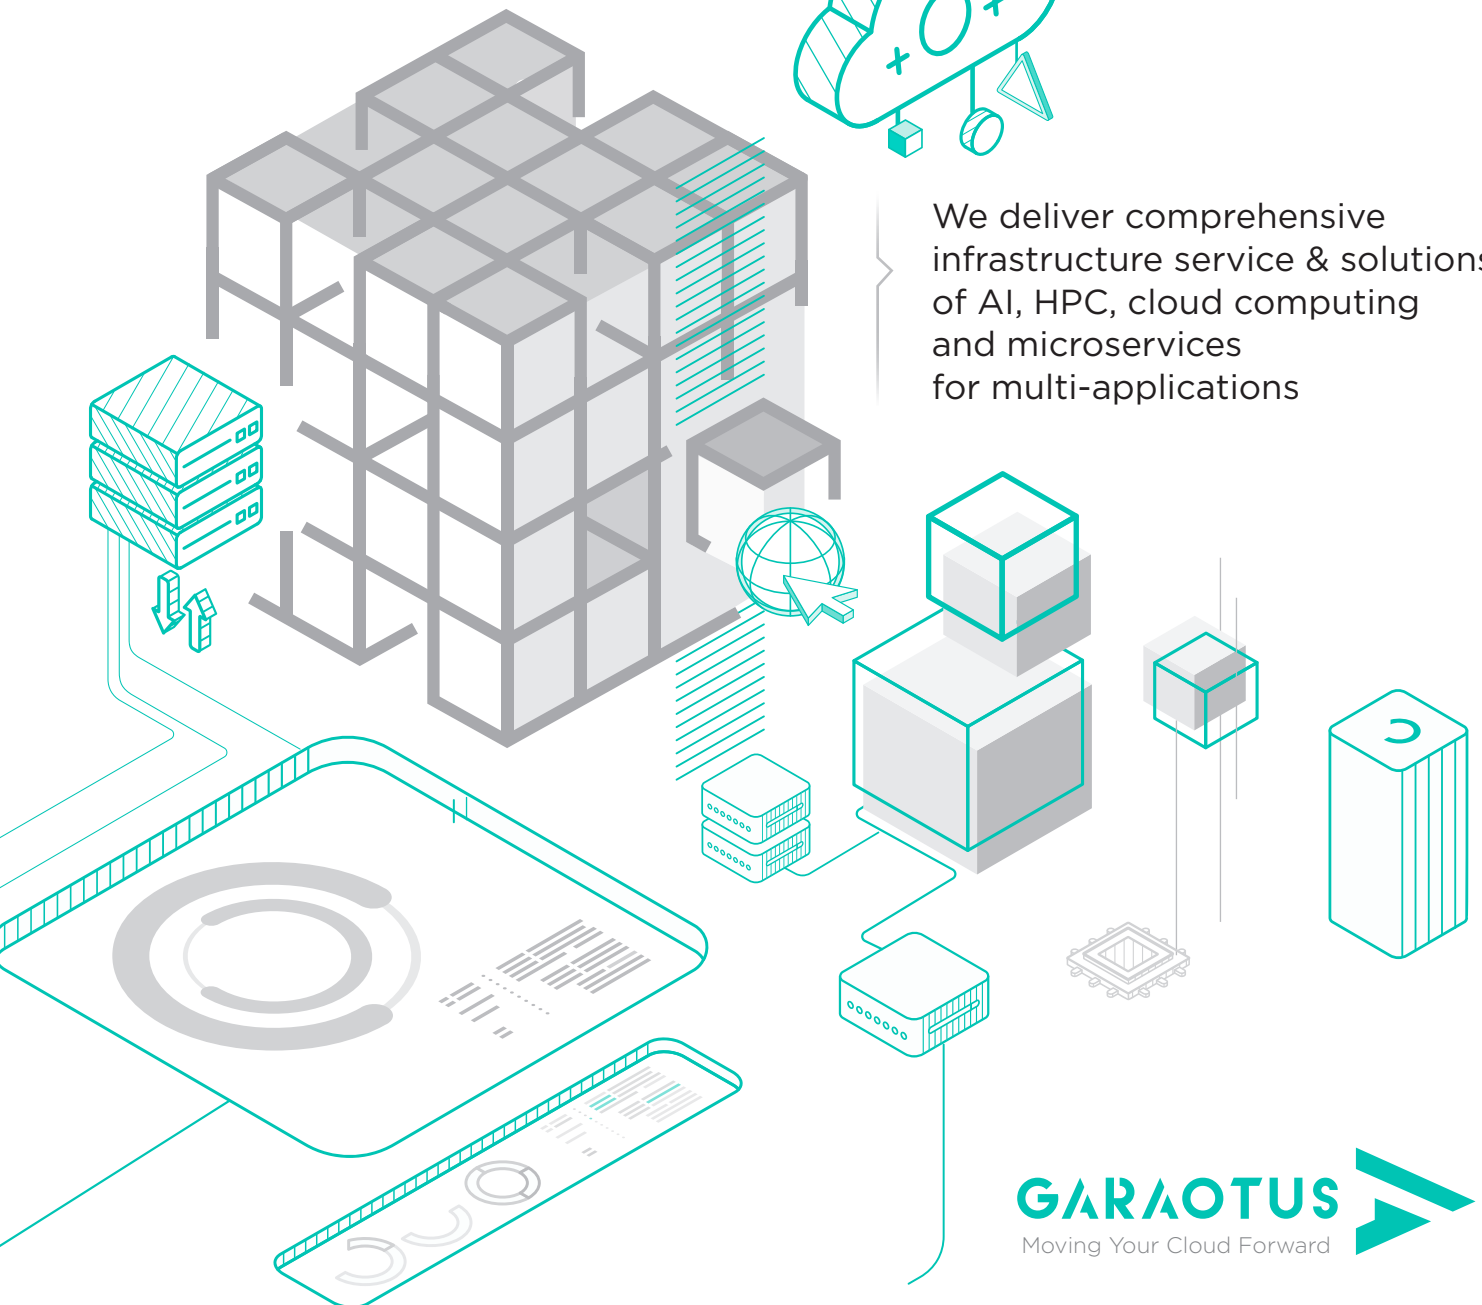 We deliver comprehensive
infrastructure service & solutions
of AI, HPC, cloud computing
and microservices
for multi-applications
GARAOTUS
Moving Your Cloud Forward